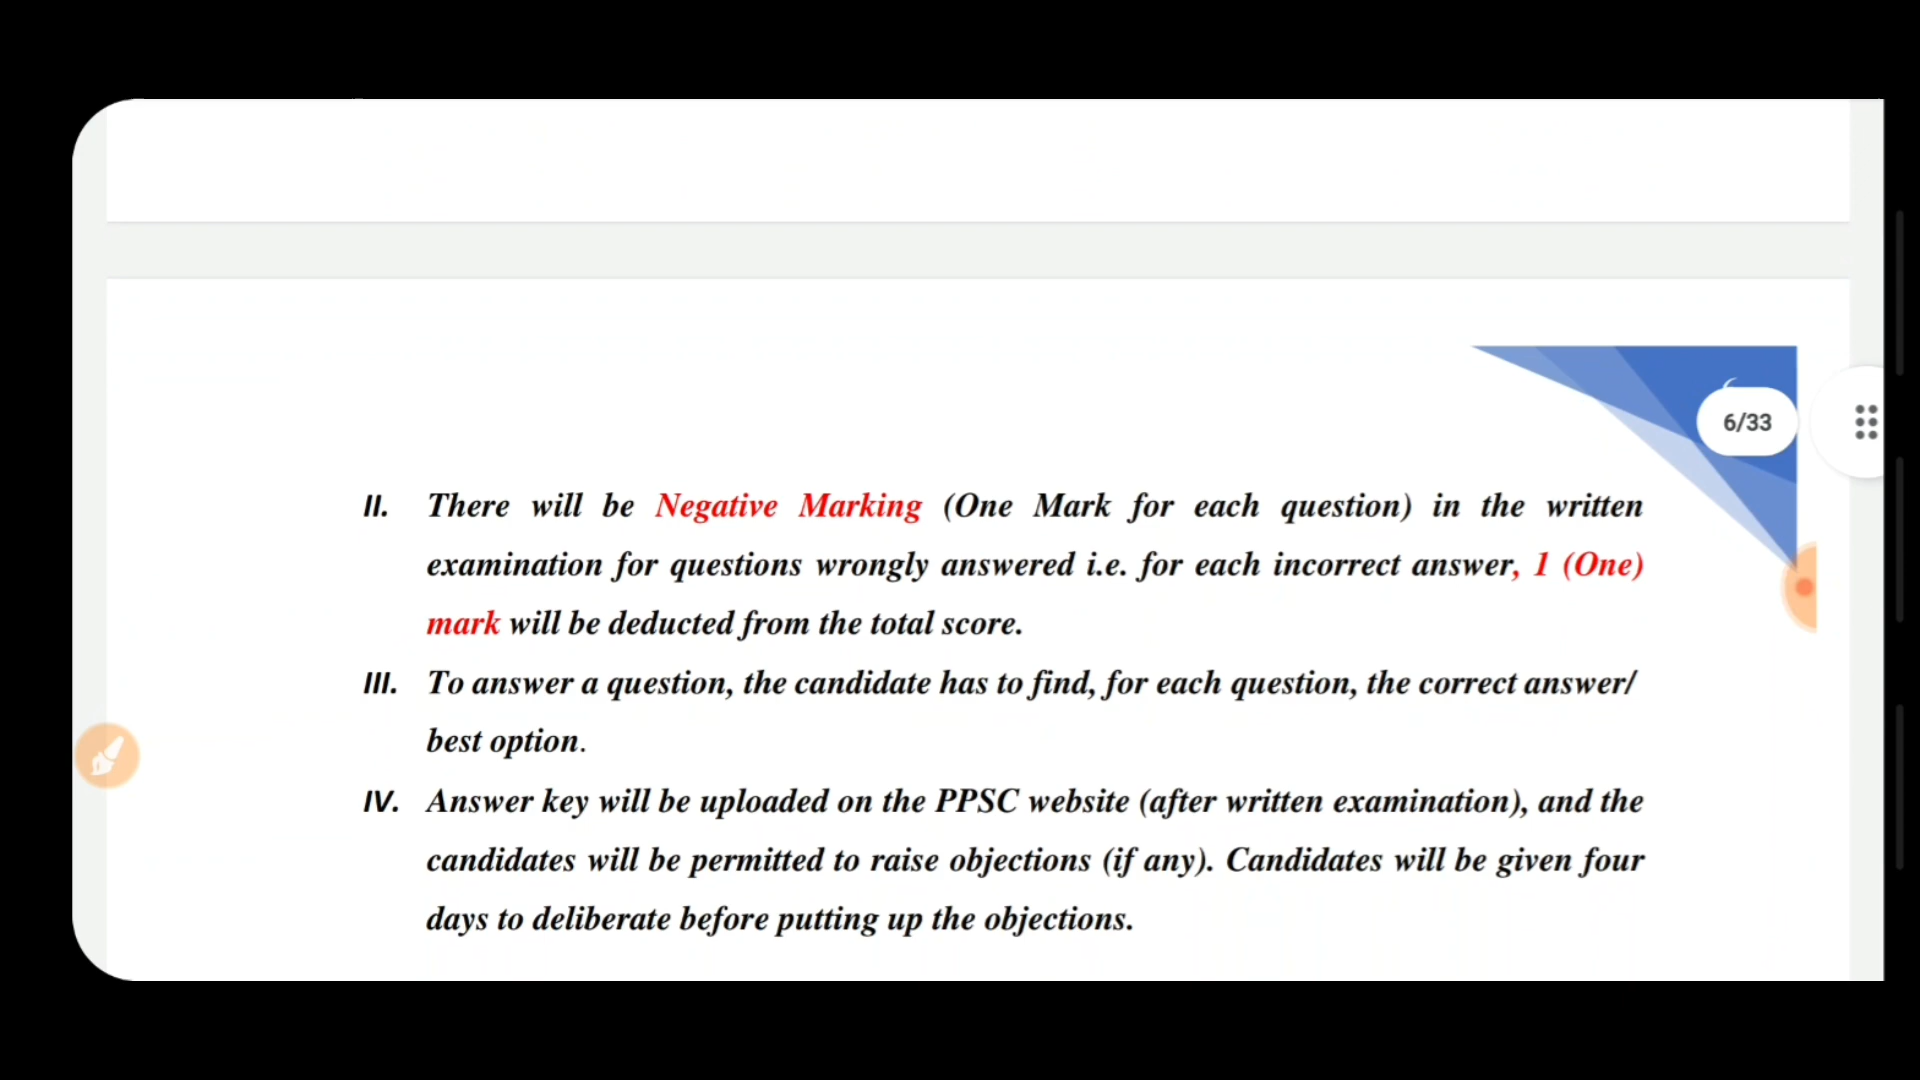 6/33
II. There will be Negative Marking (One Mark for each question) in the written
examination for questions wrongly answered i.e. for each incorrect answer, 1 (One)
mark will be deducted from the total score.
III. To answer a question, the candidate has to find, for each question, the correct answer/
best option.
IV. Answer key will be uploaded on the PPSC website (after written examination), and the
candidates will be permitted to raise objections (if any). Candidates will be given four
days to deliberate before putting up the objections.